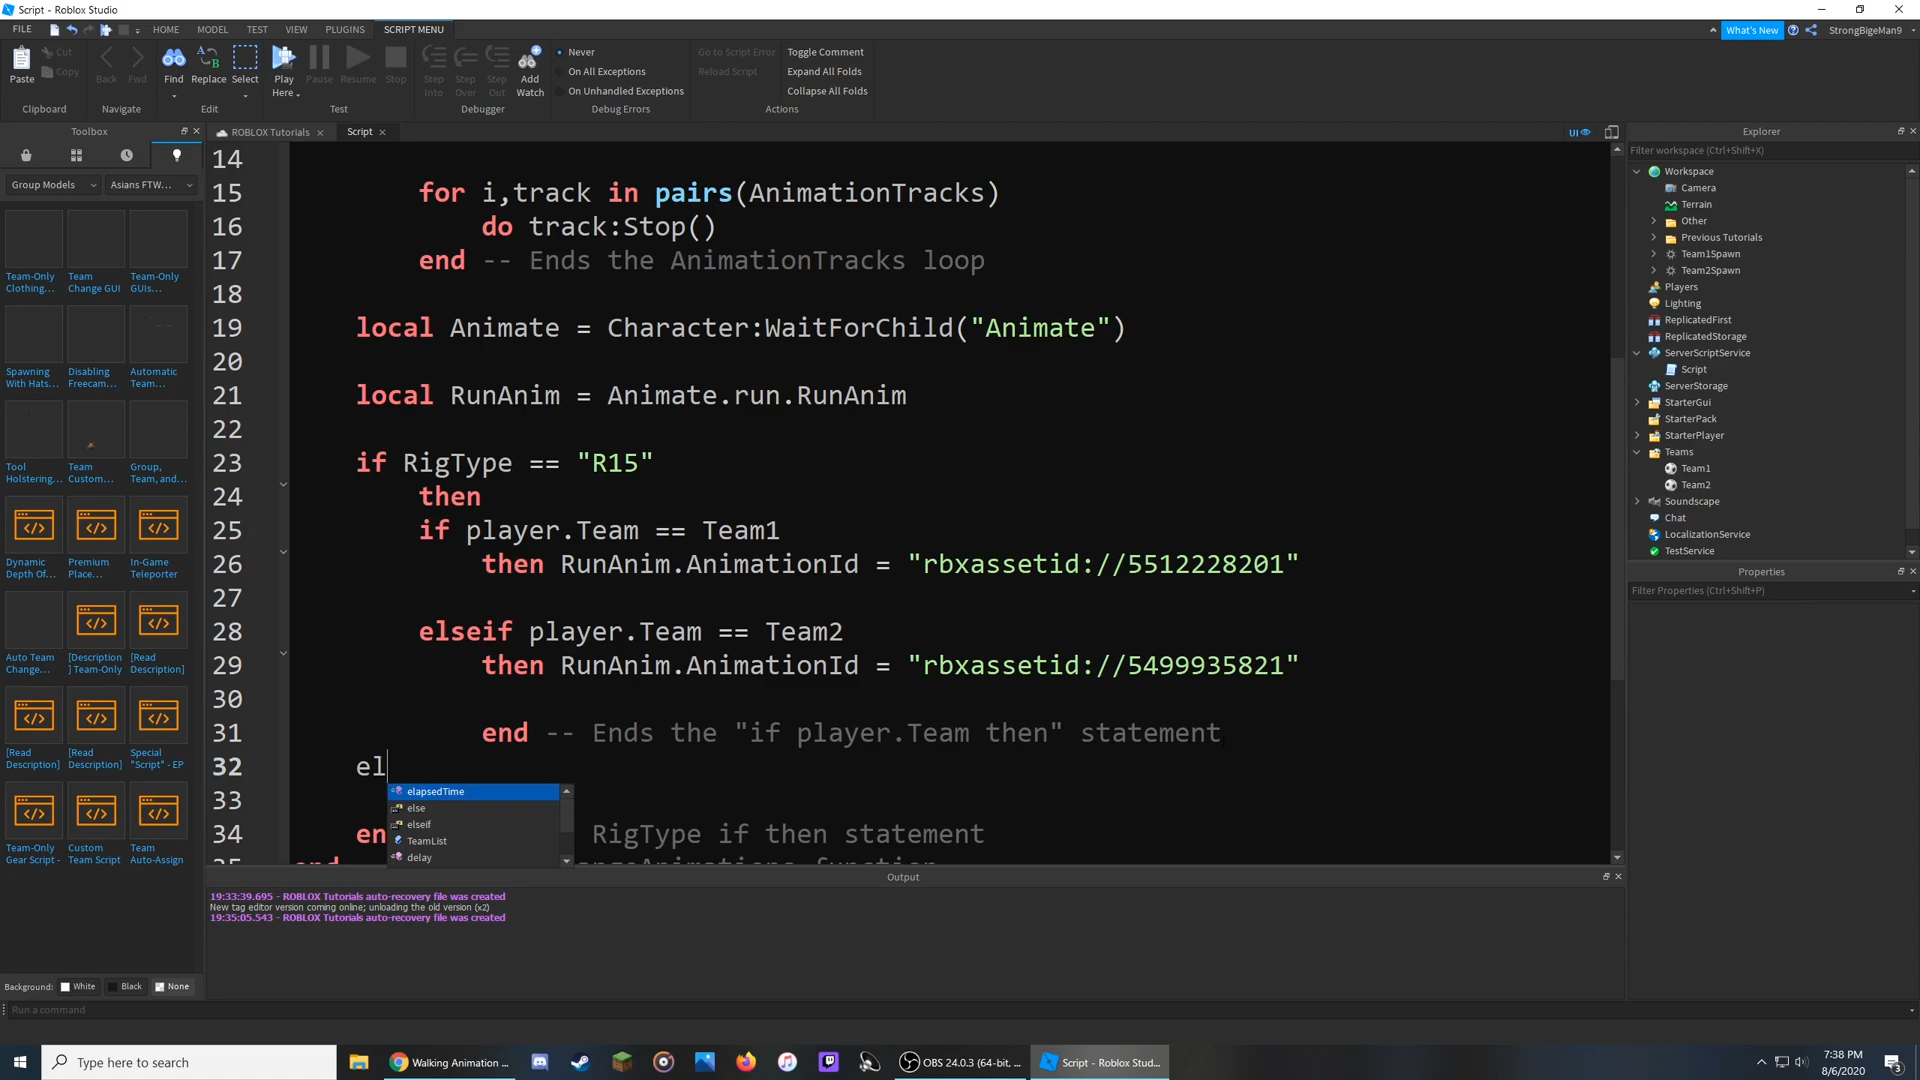 Script - Roblox Studio
FILE HOME MODEL TEST VIEW PLUGINS SCRIPT MENU What's New StrongBigeMan9
Paste Cut Copy Back Fwd Find Replace Select Play Here Pause Resume Stop Step Into Step Over Step Out Add Watch
Never
On All Exceptions
On Unhandled Exceptions
Go to Script Error
Reload Script
Toggle Comment
Expand All Folds
Collapse All Folds
Clipboard Navigate Edit Test Debugger Debug Errors Actions
Toolbox
ROBLOX Tutorials Script UI
Group Models Asians FTW...
Team-Only Clothing...
Team Change GUI
Team-Only GUIs...
Spawning With Hats...
Disabling Freecam...
Automatic Team...
Tool Holstering...
Team Custom...
Group, Team, and...
Dynamic Depth Of...
Premium Place...
In-Game Teleporter
Auto Team Change...
[Description] Team-Only
[Read Description]
[Read Description]
[Read Description]
Special "Script" - EP
Team-Only Gear Script -
Custom Team Script
Team Auto-Assign
Background: White Black None
14
15 for i,track in pairs(AnimationTracks)
16 do track:Stop()
17 end -- Ends the AnimationTracks loop
18
19 local Animate = Character:WaitForChild("Animate")
20
21 local RunAnim = Animate.run.RunAnim
22
23 if RigType == "R15"
24 then
25 if player.Team == Team1
26 then RunAnim.AnimationId = "rbxassetid://5512228201"
27
28 elseif player.Team == Team2
29 then RunAnim.AnimationId = "rbxassetid://5499935821"
30
31 end -- Ends the "if player.Team then" statement
32 el
33
34 en RigType if then statement
elapsedTime
else
elseif
TeamList
delay
Output
19:33:39.695 - ROBLOX Tutorials auto-recovery file was created
New tag editor version coming online; unloading the old version (x2)
19:35:05.543 - ROBLOX Tutorials auto-recovery file was created
Explorer
Filter workspace (Ctrl+Shift+X)
Workspace
Camera
Terrain
Other
Previous Tutorials
Team1Spawn
Team2Spawn
Players
Lighting
ReplicatedFirst
ReplicatedStorage
ServerScriptService
Script
ServerStorage
StarterGui
StarterPack
StarterPlayer
Teams
Team1
Team2
Soundscape
Chat
LocalizationService
TestService
Properties
Filter Properties (Ctrl+Shift+P)
Run a command
Type here to search
Walking Animation ...
OBS 24.0.3 (64-bit, ...
Script - Roblox Stud...
7:38 PM
8/6/2020
3